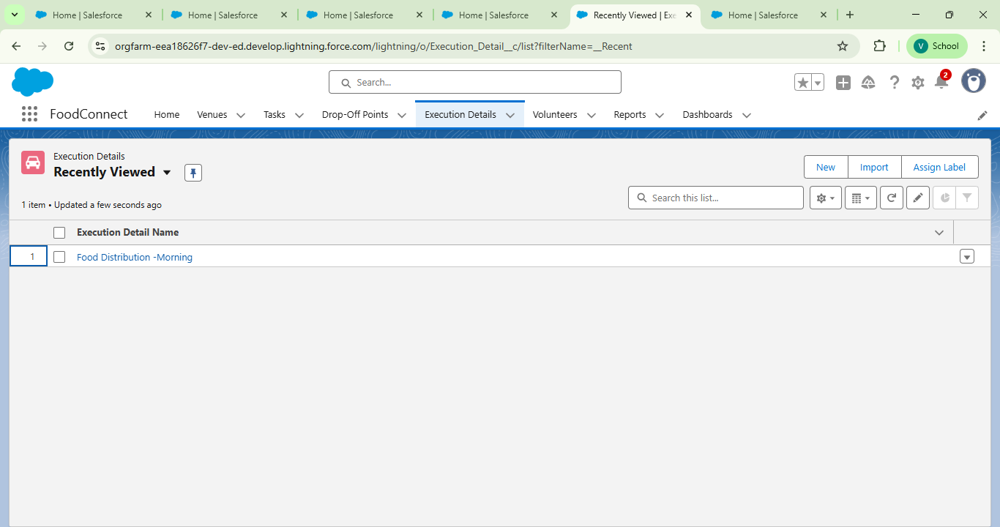 Home | Salesforce
Home | Salesforce
Home | Salesforce
Home | Salesforce
Recently Viewed | Exe
Home | Salesforce
orgfarm-eea18626f7-dev-ed.develop.lightning.force.com/lightning/o/Execution_Detail__c/list?filterName=__Recent
V School
Search...
2
FoodConnect Home Venues Tasks Drop-Off Points Execution Details Volunteers Reports Dashboards
Execution Details
Recently Viewed
New Import Assign Label
1 item • Updated a few seconds ago
Search this list...
Execution Detail Name
1 Food Distribution -Morning